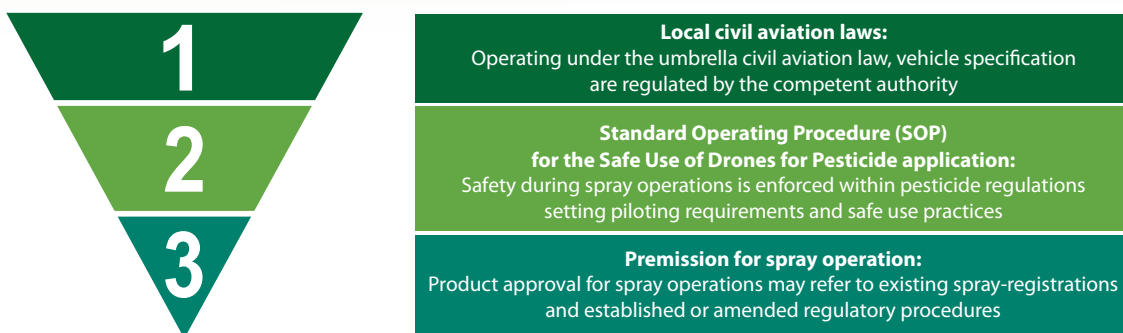 1
Local civil aviation laws:
Operating under the umbrella civil aviation law, vehicle specification
are regulated by the competent authority
2
Standard Operating Procedure (SOP)
for the Safe Use of Drones for Pesticide application:
Safety during spray operations is enforced within pesticide regulations
setting piloting requirements and safe use practices
3
Premission for spray operation:
Product approval for spray operations may refer to existing spray-registrations
and established or amended regulatory procedures